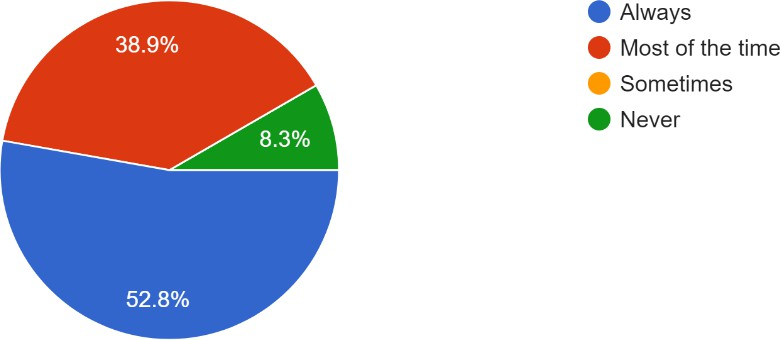 Always
38.9%
Most of the time
Sometimes
Never
8.3%
52.8%